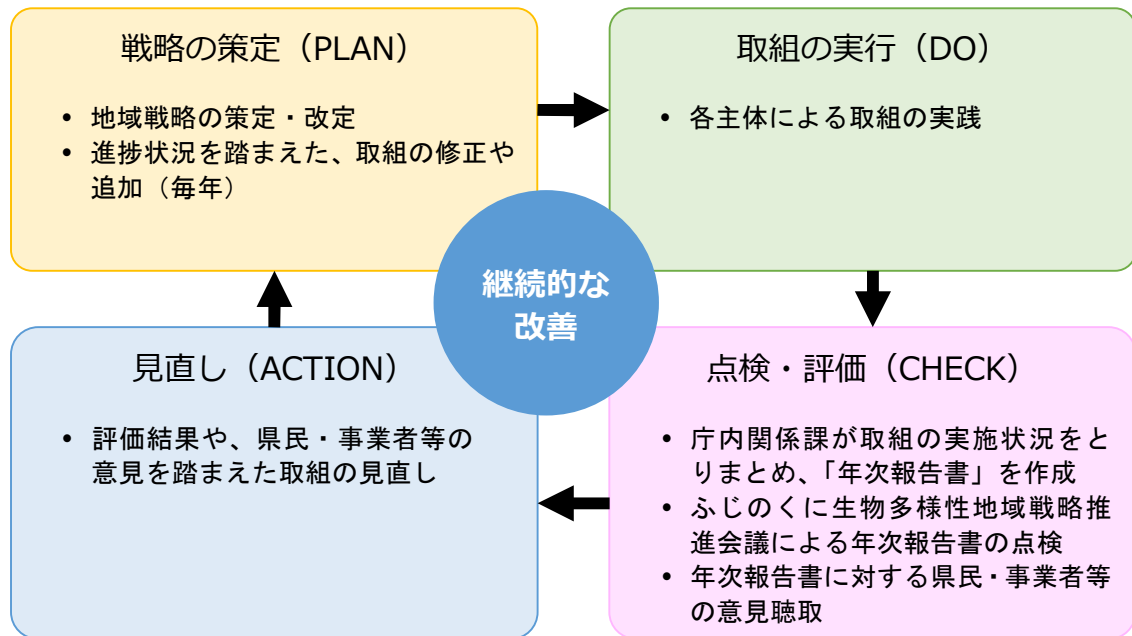 戦略の策定（PLAN）
• 地域戦略の策定・改定
• 進捗状況を踏まえた、取組の修正や
追加（毎年）
取組の実行（DO）
• 各主体による取組の実践
継続的な
改善
見直し（ACTION）
• 評価結果や、県民・事業者等の
意見を踏まえた取組の見直し
点検・評価（CHECK）
• 庁内関係課が取組の実施状況をと
りまとめ、「年次報告書」を作成
• ふじのくに生物多様性地域戦略推
進会議による年次報告書の点検
• 年次報告書に対する県民・事業者等
の意見聴取